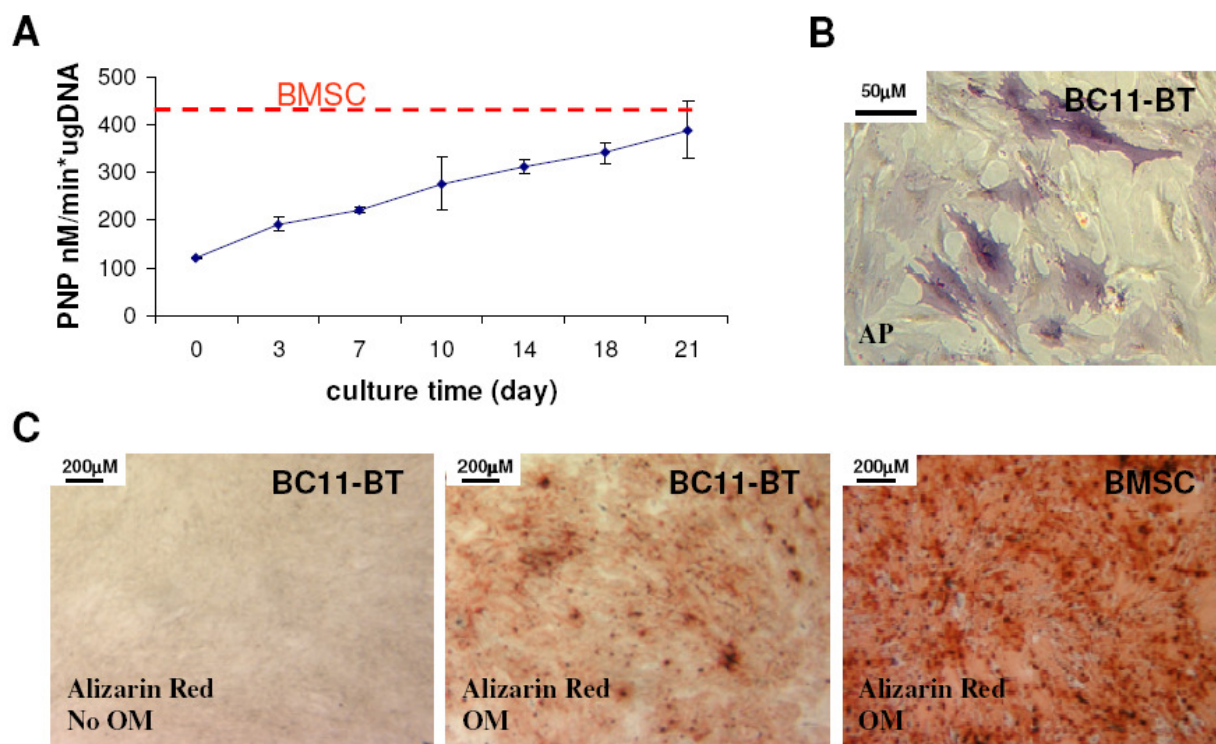 A
PNP nM/min*ugDNA
500
400
300
200
100
0
BMSC
0 3 7 10 14 18 21
culture time (day)
B
50µM
BC11-BT
AP
C
200µM
BC11-BT
Alizarin Red
No OM
200µM
BC11-BT
Alizarin Red
OM
200µM
BMSC
Alizarin Red
OM